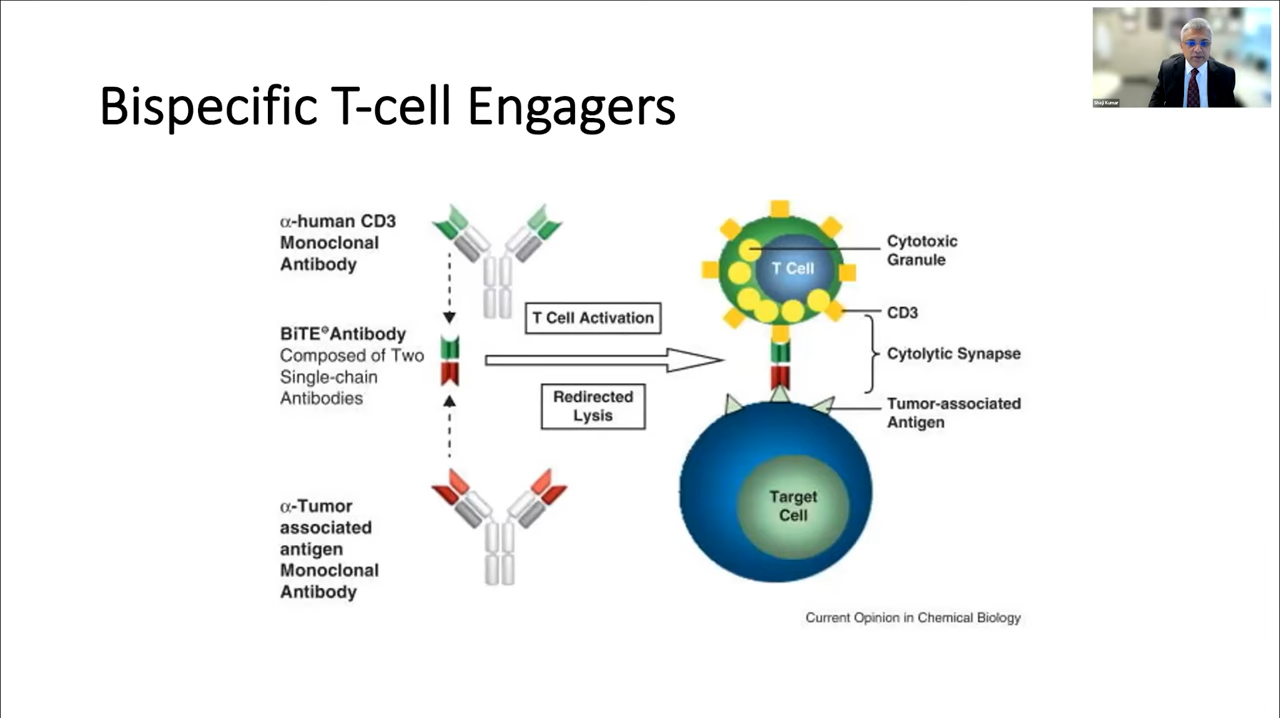 Bispecific T-cell Engagers
Shaji Kumar
α-human CD3
Monoclonal
Antibody
BiTE® Antibody
Composed of Two
Single-chain
Antibodies
α-Tumor
associated
antigen
Monoclonal
Antibody
T Cell Activation
Redirected
Lysis
T Cell
Cytotoxic
Granule
CD3
Cytolytic Synapse
Tumor-associated
Antigen
Target
Cell
Current Opinion in Chemical Biology